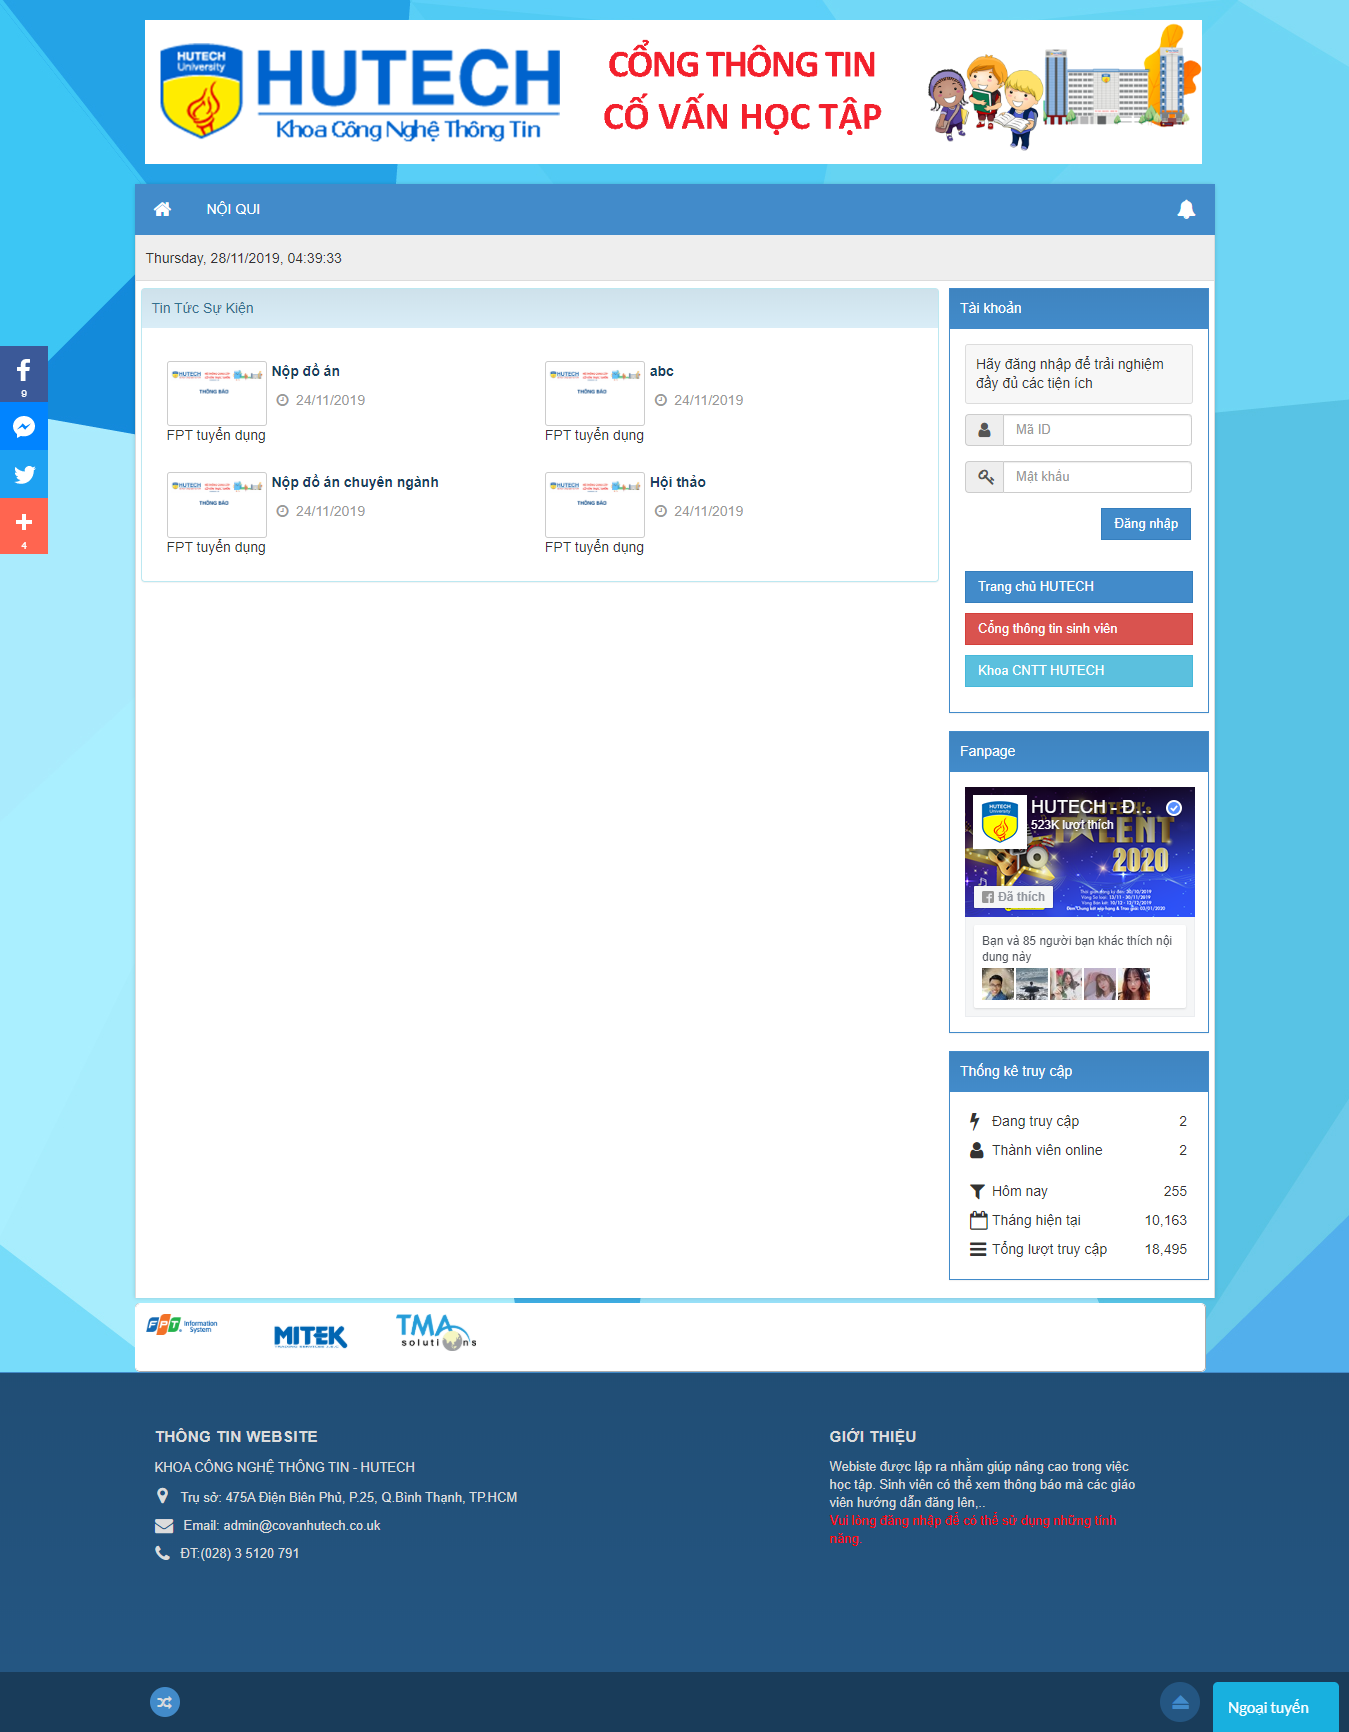 HUTECH
University
HUTECH
Khoa Công Nghệ Thông Tin
CỔNG THÔNG TIN
CỐ VẤN HỌC TẬP
NỘI QUI
Thursday, 28/11/2019, 04:39:33
Tin Tức Sự Kiện
THÔNG BÁO
Nộp đồ án
24/11/2019
FPT tuyển dụng
THÔNG BÁO
abc
24/11/2019
FPT tuyển dụng
THÔNG BÁO
Nộp đồ án chuyên ngành
24/11/2019
FPT tuyển dụng
THÔNG BÁO
Hội thảo
24/11/2019
FPT tuyển dụng
9
4
Tài khoản
Hãy đăng nhập để trải nghiệm
đầy đủ các tiện ích
Mã ID
Mật khẩu
Đăng nhập
Trang chủ HUTECH
Cổng thông tin sinh viên
Khoa CNTT HUTECH
Fanpage
HUTECH - Đ...
523K lượt thích
TALENT
2020
Đã thích
Bạn và 85 người bạn khác thích nội
dung này
Thống kê truy cập
Đang truy cập 2
Thành viên online 2
Hôm nay 255
Tháng hiện tại 10,163
Tổng lượt truy cập 18,495
FPT. Information
System
MITEK
TMA
solutions
THÔNG TIN WEBSITE
KHOA CÔNG NGHỆ THÔNG TIN - HUTECH
Trụ sở: 475A Điện Biên Phủ, P.25, Q.Bình Thạnh, TP.HCM
Email: admin@covanhutech.co.uk
ĐT:(028) 3 5120 791
GIỚI THIỆU
Webiste được lập ra nhằm giúp nâng cao trong việc
học tập. Sinh viên có thể xem thông báo mà các giáo
viên hướng dẫn đăng lên,..
Vui lòng đăng nhập để có thể sử dụng những tính
năng.
Ngoại tuyến